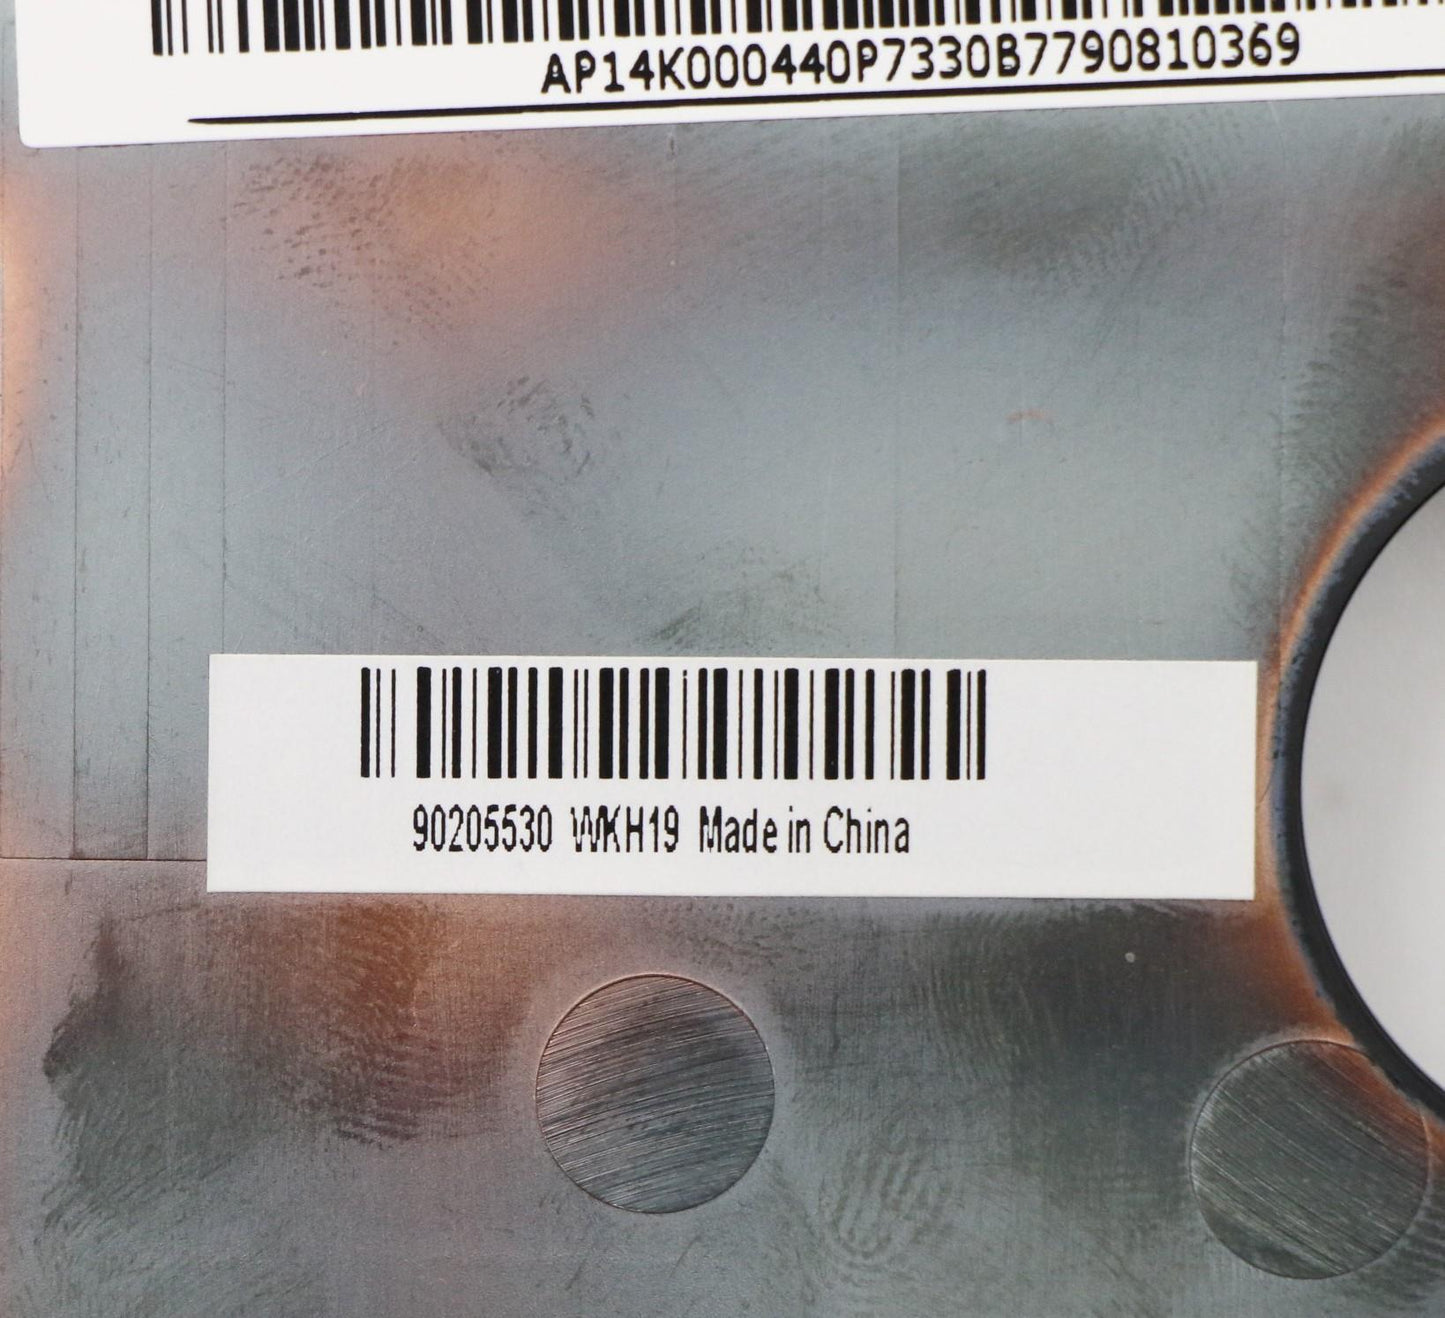 AP14K000440P7330B7790810369
90205530 WKH19 Made in China